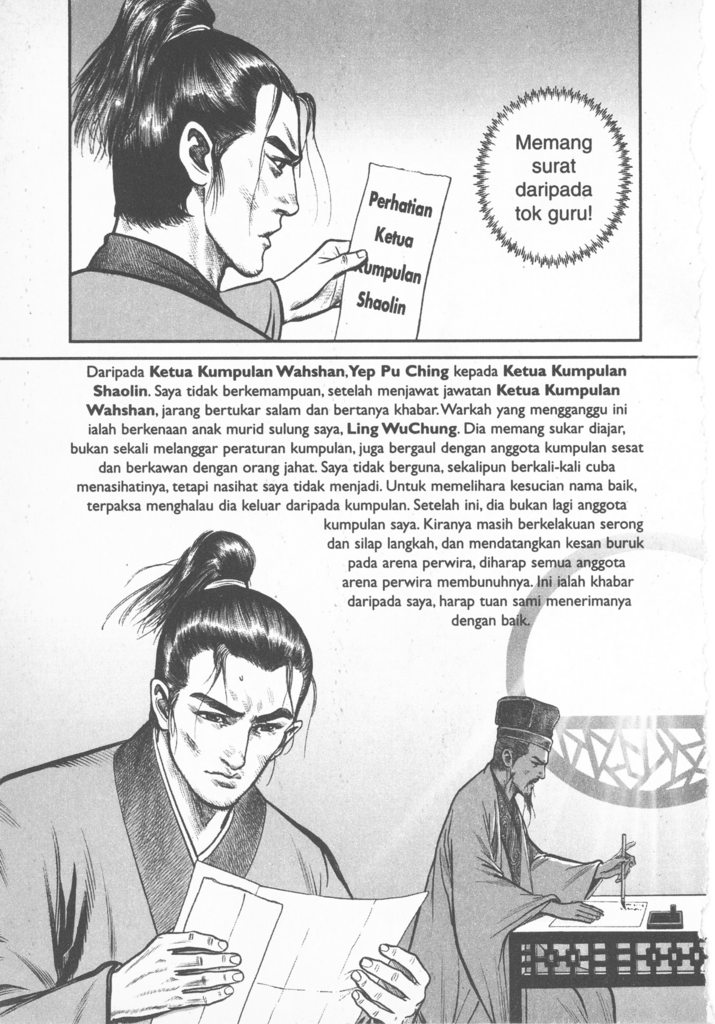 Memang
surat
daripada
tok guru!
Perhatian
Ketua
Kumpulan
Shaolin
Daripada Ketua Kumpulan Wahshan,Yep Pu Ching kepada Ketua Kumpulan
Shaolin. Saya tidak berkemampuan, setelah menjawat jawatan Ketua Kumpulan
Wahshan, jarang bertukar salam dan bertanya khabar. Warkah yang mengganggu ini
ialah berkenaan anak murid sulung saya, Ling WuChung. Dia memang sukar diajar,
bukan sekali melanggar peraturan kumpulan, juga bergaul dengan anggota kumpulan sesat
dan berkawan dengan orang jahat. Saya tidak berguna, sekalipun berkali-kali cuba
menasihatinya, tetapi nasihat saya tidak menjadi. Untuk memelihara kesucian nama baik,
terpaksa menghalau dia keluar daripada kumpulan. Setelah ini, dia bukan lagi anggota
kumpulan saya. Kiranya masih berkelakuan serong
dan silap langkah, dan mendatangkan kesan buruk
pada arena perwira, diharap semua anggota
arena perwira membunuhnya. Ini ialah khabar
daripada saya, harap tuan sami menerimanya
dengan baik.